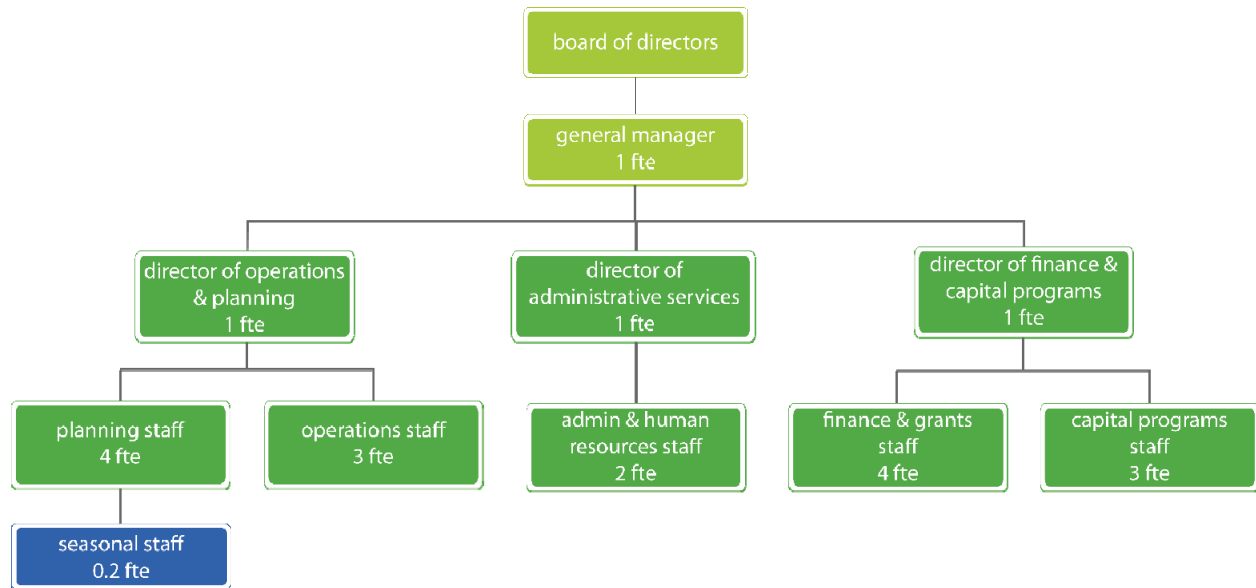 board of directors
general manager
1 fte
director of operations
& planning
1 fte
director of
administrative services
1 fte
director of finance &
capital programs
1 fte
planning staff
4 fte
operations staff
3 fte
admin & human
resources staff
2 fte
finance & grants
staff
4 fte
capital programs
staff
3 fte
seasonal staff
0.2 fte